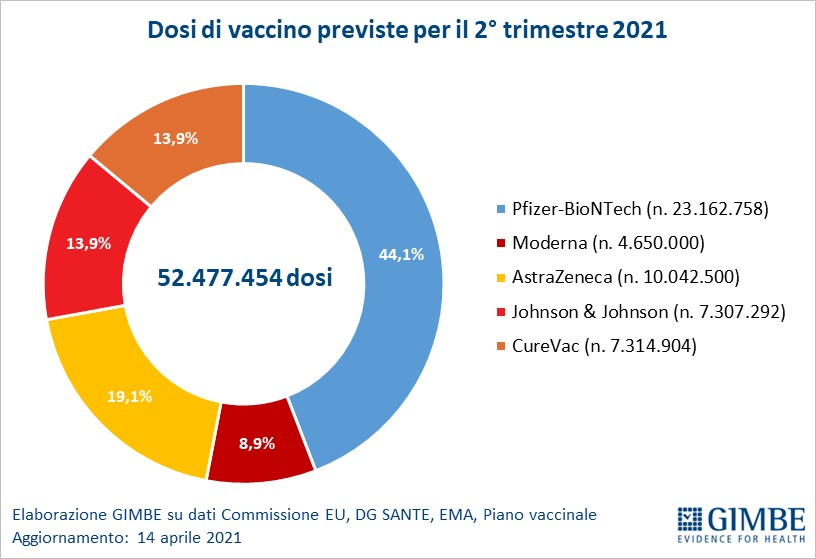 Dosi di vaccino previste per il 2° trimestre 2021
13,9%
44,1%
13,9%
52.477.454 dosi
19,1%
8,9%
Pfizer-BioNTech (n. 23.162.758)
Moderna (n. 4.650.000)
AstraZeneca (n. 10.042.500)
Johnson & Johnson (n. 7.307.292)
CureVac (n. 7.314.904)
Elaborazione GIMBE su dati Commissione EU, DG SANTE, EMA, Piano vaccinale
Aggiornamento: 14 aprile 2021
GIMBE
EVIDENCE FOR HEALTH